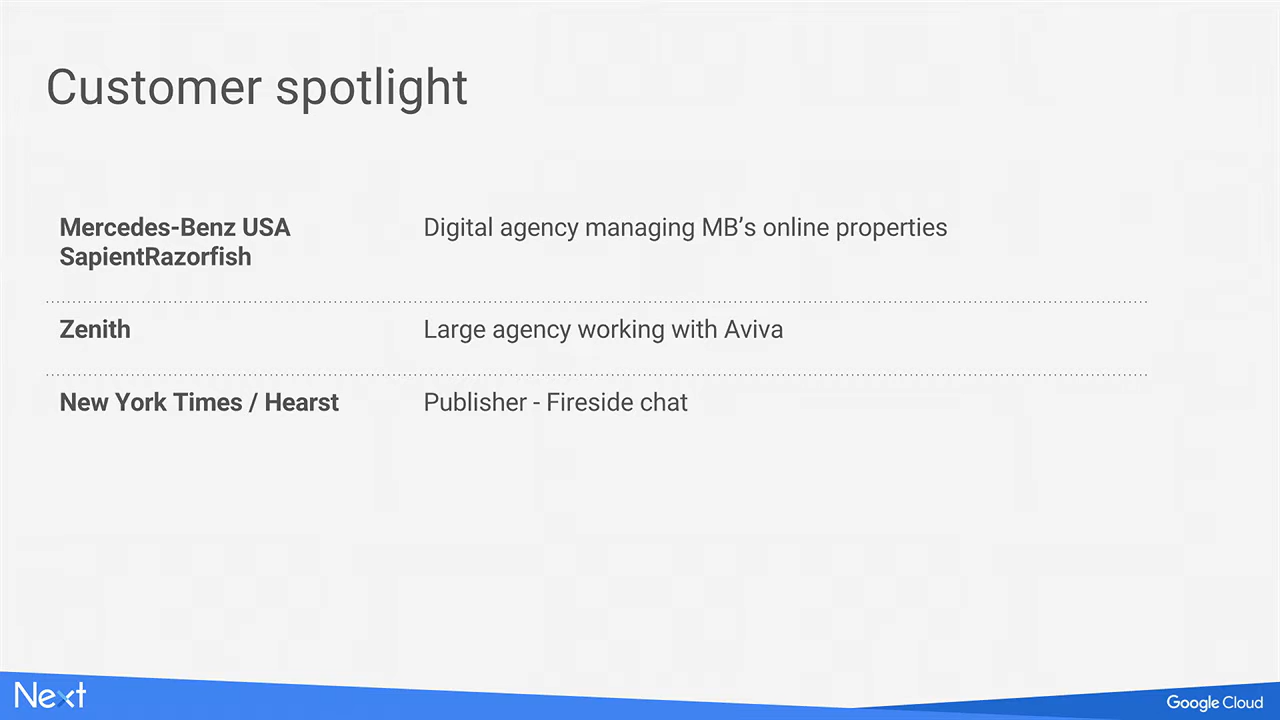 Customer spotlight
Mercedes-Benz USA
SapientRazorfish
Digital agency managing MB’s online properties
Zenith
Large agency working with Aviva
New York Times / Hearst
Publisher - Fireside chat
Next
Google Cloud